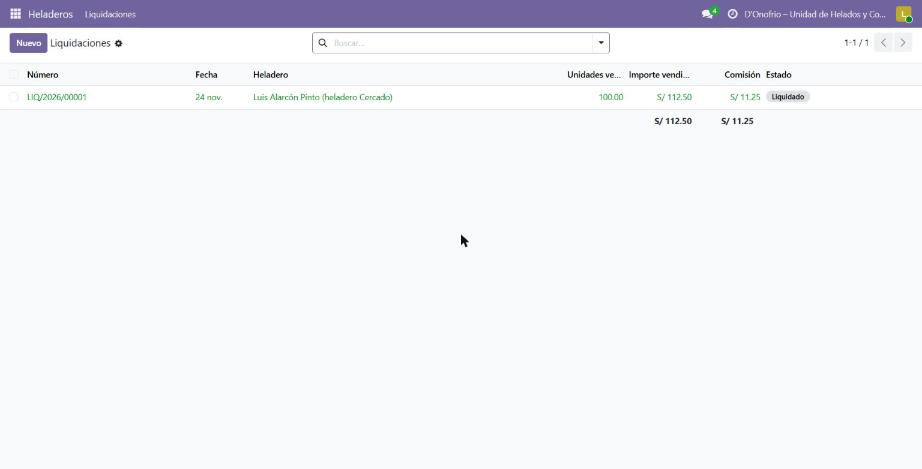 Heladeros Liquidaciones 4 D'Onofrio – Unidad de Helados y Co... L
Nuevo Liquidaciones Buscar... 1-1 / 1
Número Fecha Heladero Unidades ve... Importe vendi... Comisión Estado
LIQ/2026/00001 24 nov. Luis Alarcón Pinto (heladero Cercado) 100.00 S/ 112.50 S/ 11.25 Liquidado
S/ 112.50 S/ 11.25